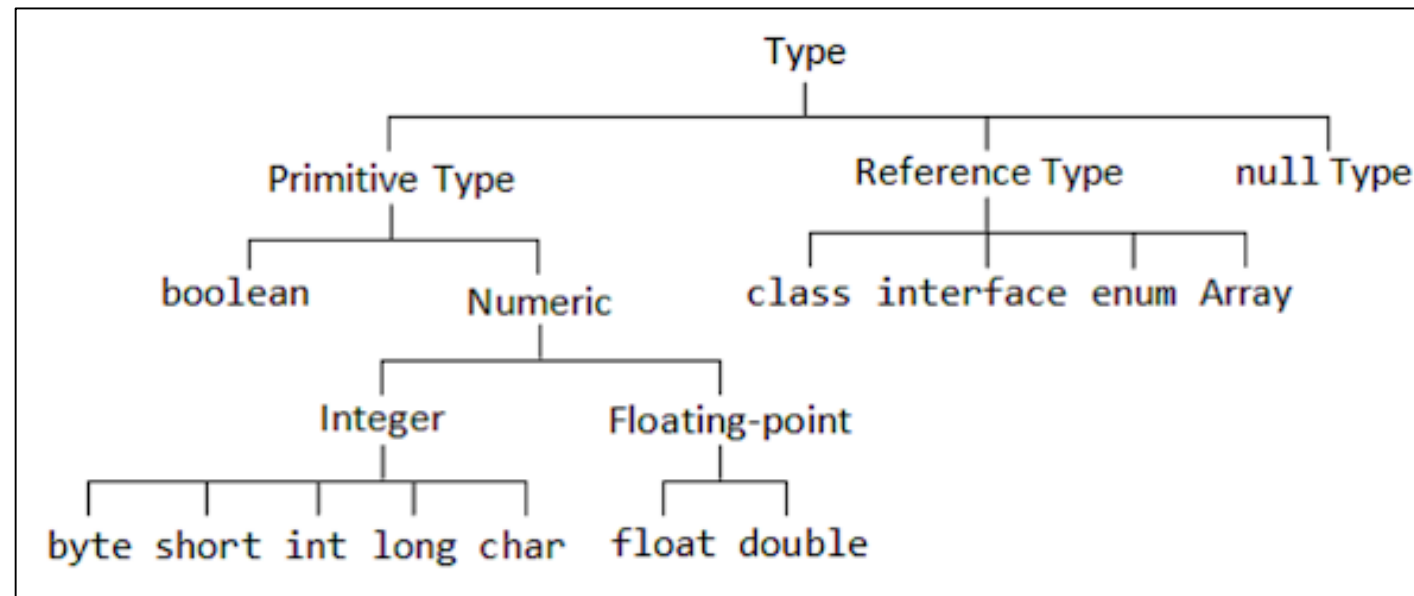 Type
Primitive Type Reference Type null Type
boolean Numeric class interface enum Array
Integer Floating-point
byte short int long char float double